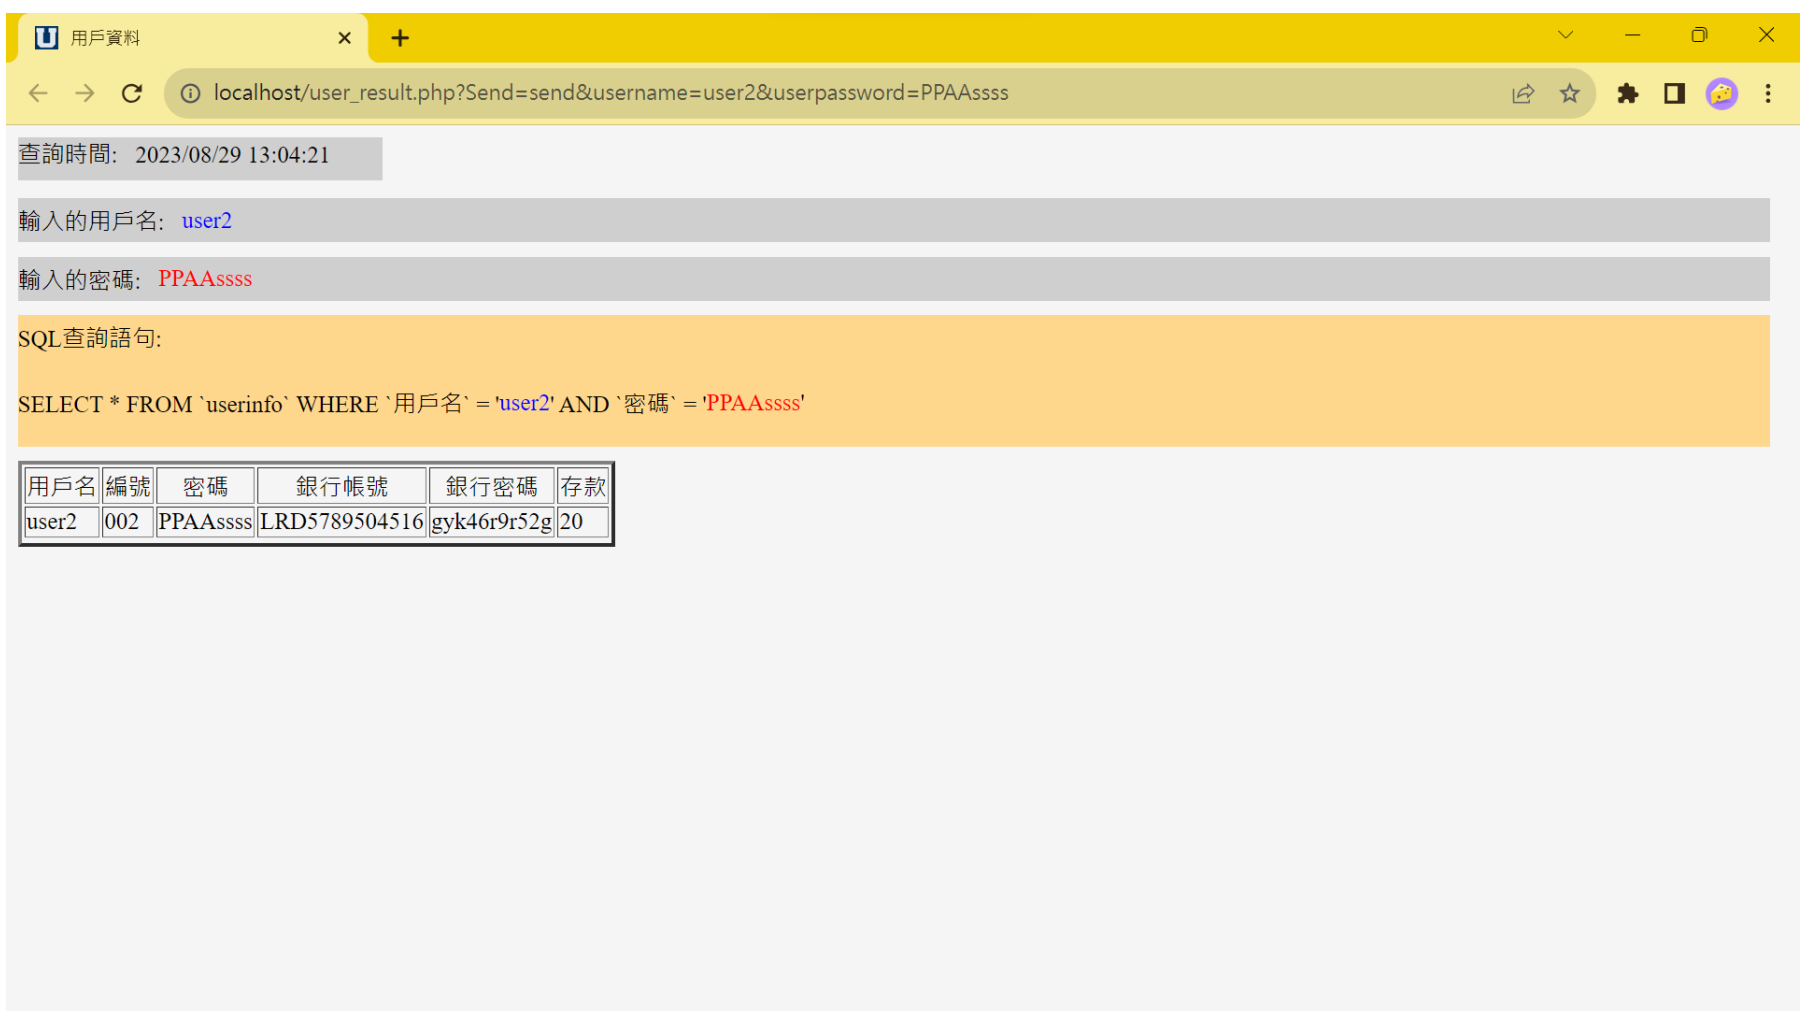 用戶資料
localhost/user_result.php?Send=send&username=user2&userpassword=PPAAssss
查詢時間: 2023/08/29 13:04:21
輸入的用戶名: user2
輸入的密碼: PPAAssss
SQL查詢語句:
SELECT * FROM `userinfo` WHERE `用戶名` = 'user2' AND `密碼` = 'PPAAssss'
用戶名 編號 密碼 銀行帳號 銀行密碼 存款
user2 002 PPAAssss LRD5789504516 gyk46r9r52g 20